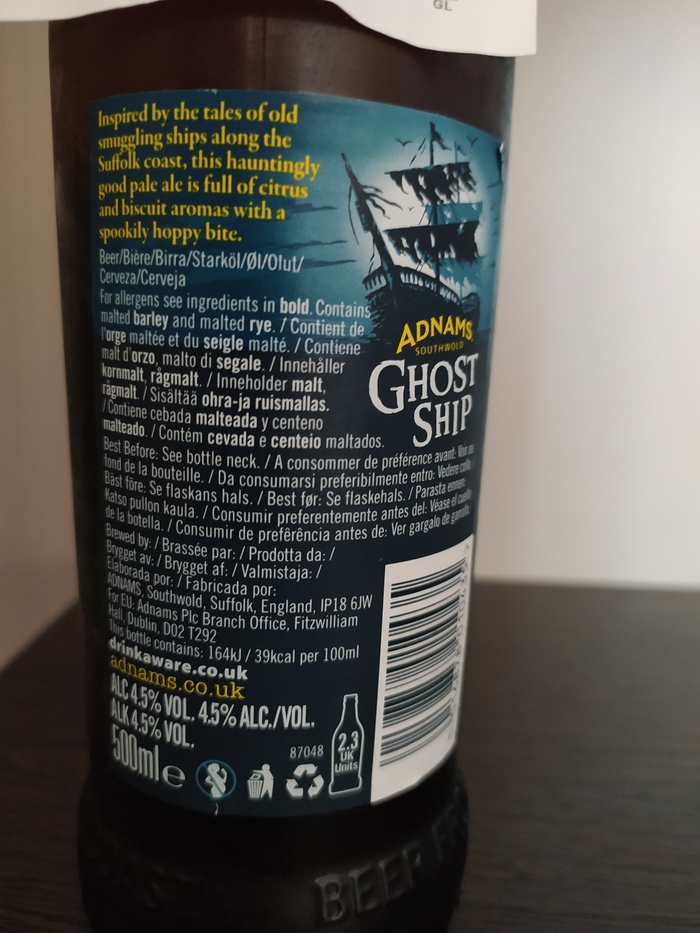 GL
Inspired by the tales of old
smuggling ships along the
Suffolk coast, this hauntingly
good pale ale is full of citrus
and biscuit aromas with a
spookily hoppy bite.
Beer/Bière/Birra/Starköl/Øl/Olut/
Cerveza/Cerveja
For allergens see ingredients in bold. Contains
malted barley and malted rye. / Contient de
l'orge maltée et du seigle malté. / Contiene
malt d'orzo, malto di segale. / Innehåller
kornmalt, rågmalt. / Inneholder malt,
rågmalt. / Sisältää ohra-ja ruismallas.
/ Contiene cebada malteada y centeno
malteado. / Contém cevada e centeio maltados.
ADNAMS
SOUTHWOLD
GHOST
SHIP
Best Before: See bottle neck. / A consommer de préférence avant: Voir au
fond de la bouteille. / Da consumarsi preferibilmente entro: Vedere collo. /
Bäst före: Se flaskans hals. / Best før: Se flaskehals. / Parasta ennen:
Katso pullon kaula. / Consumir preferentemente antes del: Véase el cuello
de la botella. / Consumir de preferência antes de: Ver gargalo de garrafa.
Brewed by: / Brassée par: / Prodotta da: /
Brygget av: / Brygget af: / Valmistaja: /
Elaborada por: / Fabricada por:
ADNAMS, Southwold, Suffolk, England, IP18 6JW
For EU: Adnams Plc Branch Office, Fitzwilliam
Hall, Dublin, D02 T292
This bottle contains: 164kJ / 39kcal per 100ml
drinkaware.co.uk
adnams.co.uk
ALC 4.5% VOL. 4.5% ALC./VOL.
ALK 4.5% VOL.
500ml e
87048
2.3
UK
Units
BEER FR